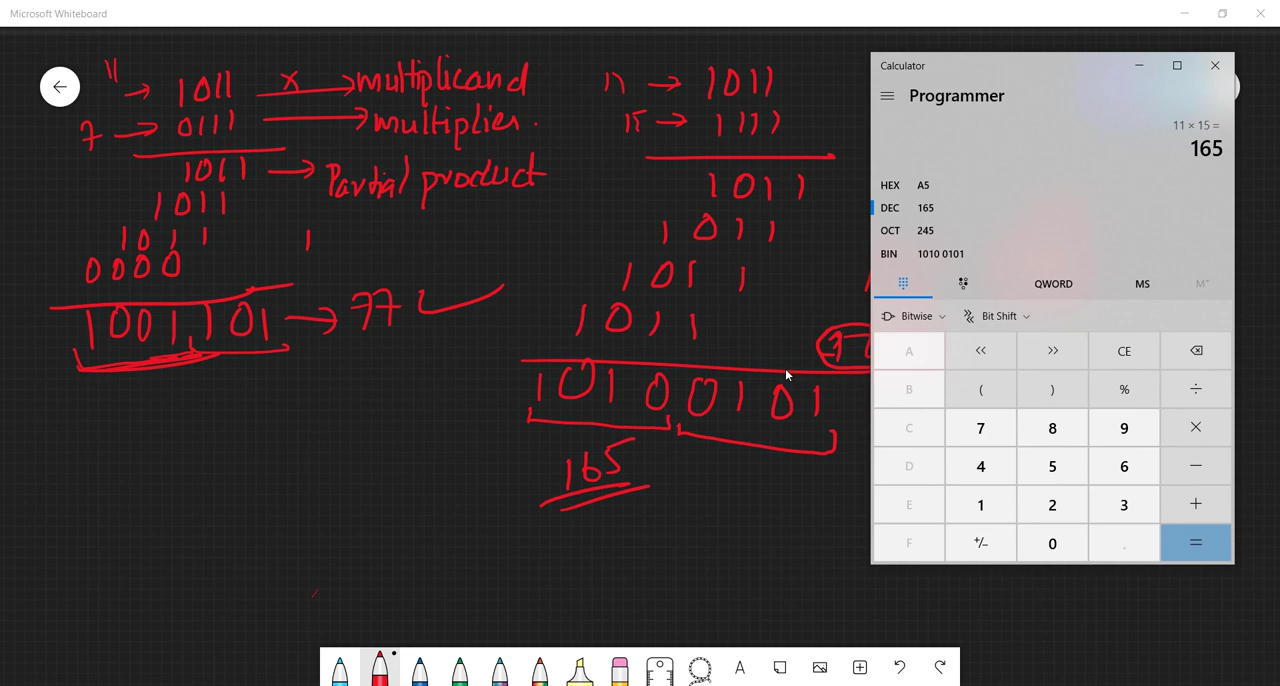 Microsoft Whiteboard
11 → 1011 × → multiplicand
7 → 0111 → multiplier.
1011 → Partial product
1011
1011 1
0000
1001101 → 77 ✓
11 → 1011
15 → 1111
1011
1011
1011
1011
10100101
165
Calculator
Programmer
11 × 15 =
165
HEX A5
DEC 165
OCT 245
BIN 1010 0101
QWORD MS M˅
Bitwise Bit Shift
A << >> CE
B ( ) % ÷
C 7 8 9 ×
D 4 5 6 −
E 1 2 3 +
F +/− 0 . =
A